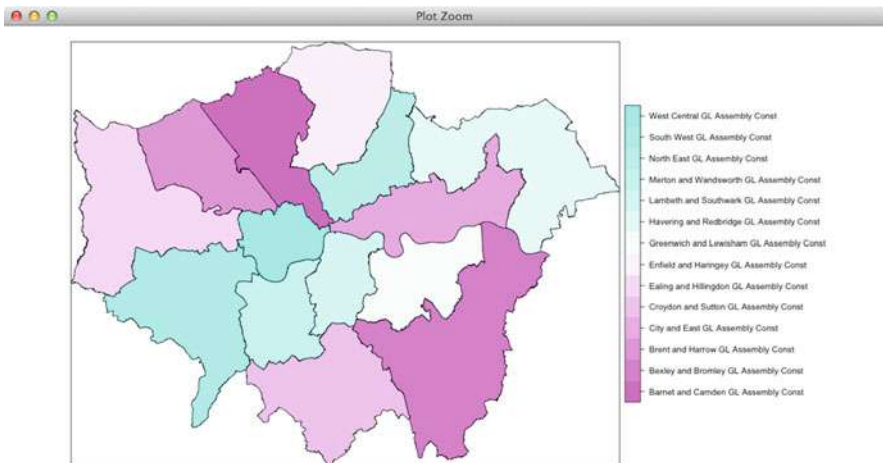 Plot Zoom
West Central GL Assembly Const
South West GL Assembly Const
North East GL Assembly Const
Merton and Wandsworth GL Assembly Const
Lambeth and Southwark GL Assembly Const
Havering and Redbridge GL Assembly Const
Greenwich and Lewisham GL Assembly Const
Enfield and Haringey GL Assembly Const
Ealing and Hillingdon GL Assembly Const
Croydon and Sutton GL Assembly Const
City and East GL Assembly Const
Brent and Harrow GL Assembly Const
Bexley and Bromley GL Assembly Const
Barnet and Camden GL Assembly Const